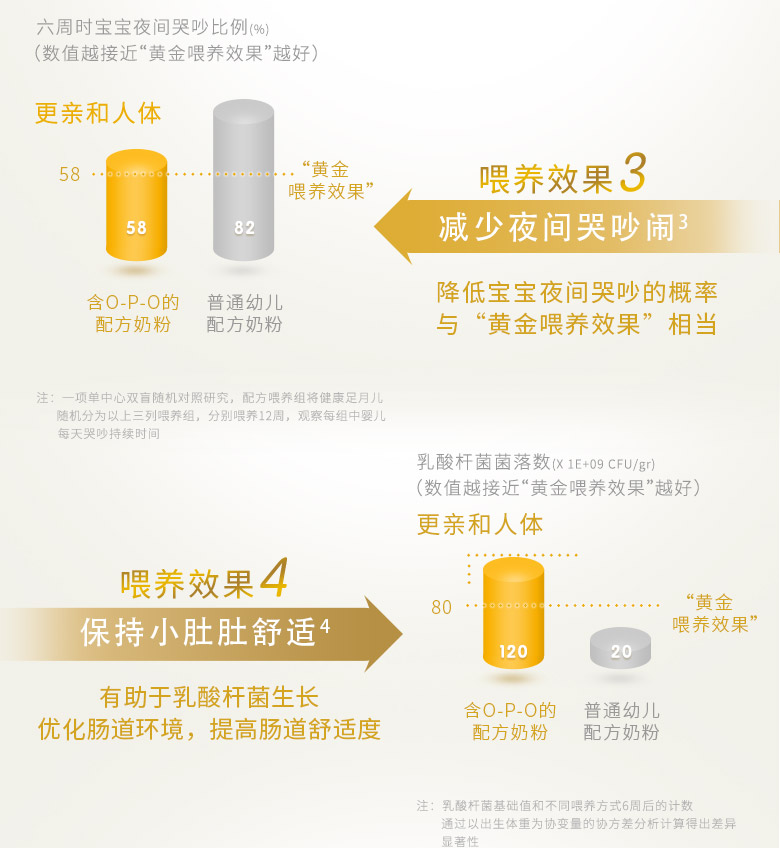 六周时宝宝夜间哭吵比例(%)
（数值越接近“黄金喂养效果”越好）
更亲和人体
58
“黄金
喂养效果”
58
82
含O-P-O的
配方奶粉
普通幼儿
配方奶粉
喂养效果3
减少夜间哭吵闹3
降低宝宝夜间哭吵的概率
与“黄金喂养效果”相当
注：一项单中心双盲随机对照研究，配方喂养组将健康足月儿
随机分为以上三列喂养组，分别喂养12周，观察每组中婴儿
每天哭吵持续时间
乳酸杆菌菌落数(X 1E+09 CFU/gr)
（数值越接近“黄金喂养效果”越好）
更亲和人体
80
“黄金
喂养效果”
120
20
含O-P-O的
配方奶粉
普通幼儿
配方奶粉
喂养效果4
保持小肚肚舒适4
有助于乳酸杆菌生长
优化肠道环境，提高肠道舒适度
注：乳酸杆菌基础值和不同喂养方式6周后的计数
通过以出生体重为协变量的协方差分析计算得出差异
显著性